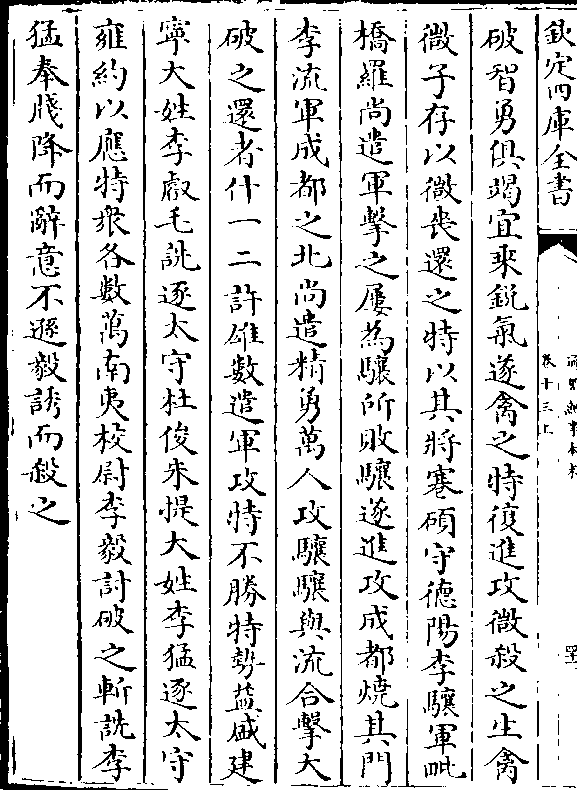 欽定四庫全書
通鑑紀事本末
卷十三上
破智勇俱竭宜乘鋭氣遂禽之特復進攻微殺之生禽
微子存以微喪還之特以其將蹇碩守德陽李驤軍毗
橋羅尚遣軍擊之屢為驤所敗驤遂進攻成都燒其門
李流軍成都之北尚遣精勇萬人攻驤驤與流合擊大
破之還者什一二許雄數遣軍攻特不勝特勢益盛建
寧大姓李叡毛詵逐太守杜俊朱提大姓李猛逐太守
雍約以應特衆各數萬南夷校尉李毅討破之斬詵李
猛奉牋降而辭意不遜毅誘而殺之